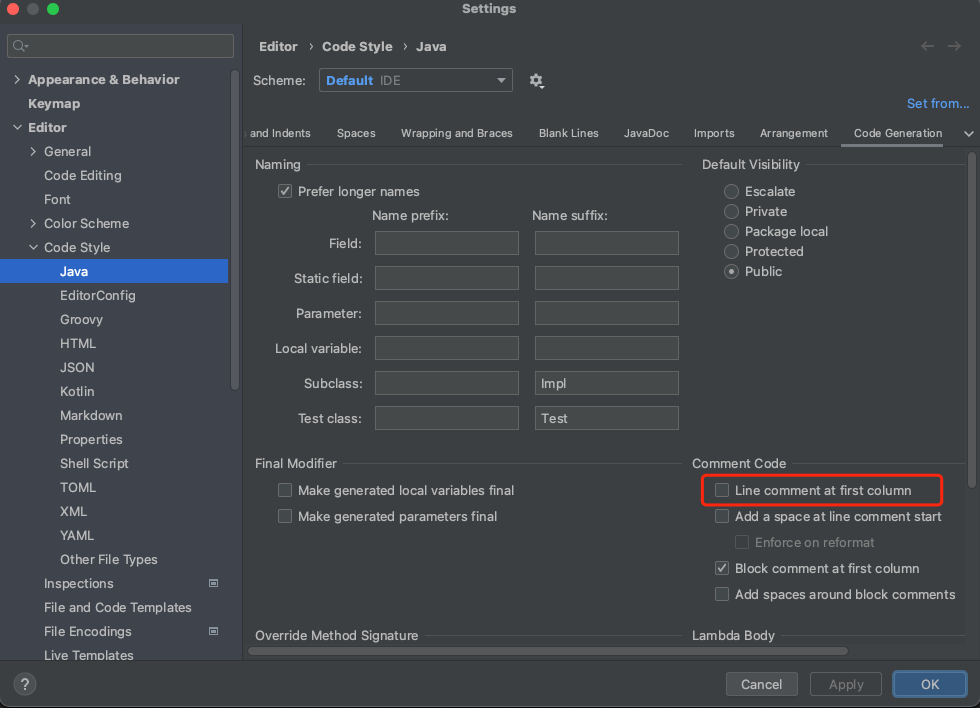 Settings
Appearance & Behavior
Keymap
Editor
General
Code Editing
Font
Color Scheme
Code Style
Java
EditorConfig
Groovy
HTML
JSON
Kotlin
Markdown
Properties
Shell Script
TOML
XML
YAML
Other File Types
Inspections
File and Code Templates
File Encodings
Live Templates
Editor › Code Style › Java
Scheme: Default IDE
Set from...
and Indents Spaces Wrapping and Braces Blank Lines JavaDoc Imports Arrangement Code Generation
Naming
Prefer longer names
Name prefix: Name suffix:
Field:
Static field:
Parameter:
Local variable:
Subclass: Impl
Test class: Test
Default Visibility
Escalate
Private
Package local
Protected
Public
Final Modifier
Make generated local variables final
Make generated parameters final
Comment Code
Line comment at first column
Add a space at line comment start
Enforce on reformat
Block comment at first column
Add spaces around block comments
Override Method Signature
Lambda Body
? Cancel Apply OK